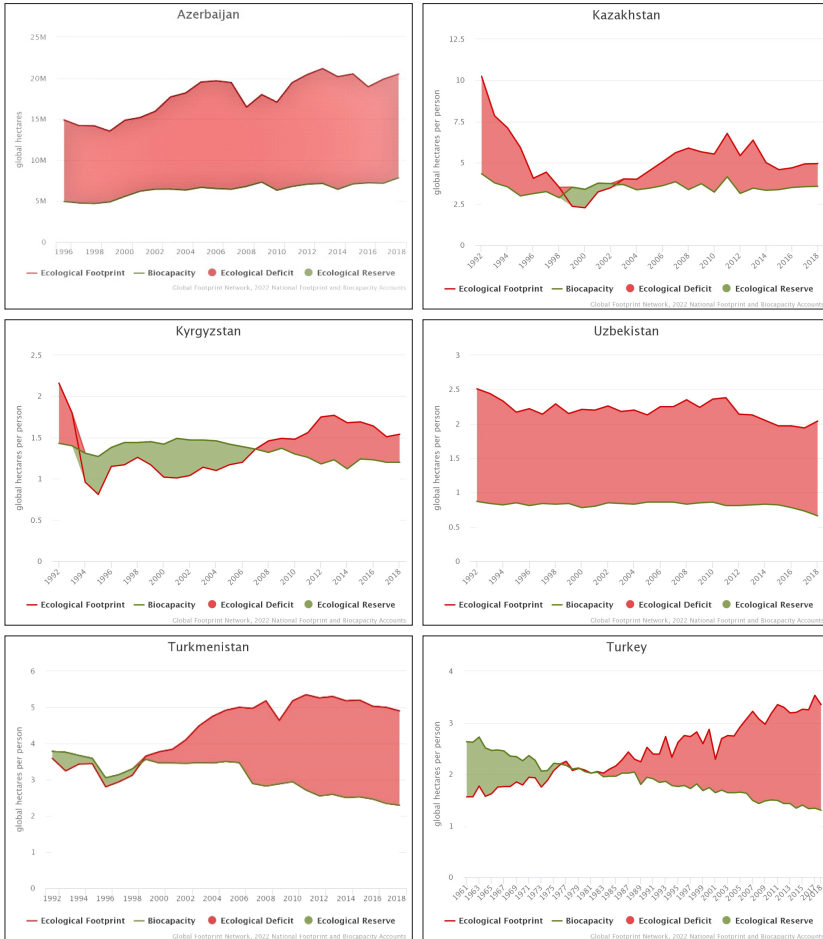 Azerbaijan
25M
20M
15M
10M
5M
0
global hectares
1996 1998 2000 2002 2004 2006 2008 2010 2012 2014 2016 2018
Ecological Footprint Biocapacity Ecological Deficit Ecological Reserve
Global Footprint Network, 2022 National Footprint and Biocapacity Accounts
Kazakhstan
12.5
10
7.5
5
2.5
0
global hectares per person
1992 1994 1996 1998 2000 2002 2004 2006 2008 2010 2012 2014 2016 2018
Ecological Footprint Biocapacity Ecological Deficit Ecological Reserve
Global Footprint Network, 2022 National Footprint and Biocapacity Accounts
Kyrgyzstan
2.5
2
1.5
1
0.5
0
global hectares per person
1992 1994 1996 1998 2000 2002 2004 2006 2008 2010 2012 2014 2016 2018
Ecological Footprint Biocapacity Ecological Deficit Ecological Reserve
Global Footprint Network, 2022 National Footprint and Biocapacity Accounts
Uzbekistan
3
2.5
2
1.5
1
0.5
0
global hectares per person
1992 1994 1996 1998 2000 2002 2004 2006 2008 2010 2012 2014 2016 2018
Ecological Footprint Biocapacity Ecological Deficit Ecological Reserve
Global Footprint Network, 2022 National Footprint and Biocapacity Accounts
Turkmenistan
6
5
4
3
2
1
0
global hectares per person
1992 1994 1996 1998 2000 2002 2004 2006 2008 2010 2012 2014 2016 2018
Ecological Footprint Biocapacity Ecological Deficit Ecological Reserve
Global Footprint Network, 2022 National Footprint and Biocapacity Accounts
Turkey
4
3
2
1
0
global hectares per person
1961 1963 1965 1967 1969 1971 1973 1975 1977 1979 1981 1983 1985 1987 1989 1991 1993 1995 1997 1999 2001 2003 2005 2007 2009 2011 2013 2015 2017 2018
Ecological Footprint Biocapacity Ecological Deficit Ecological Reserve
Global Footprint Network, 2022 National Footprint and Biocapacity Accounts